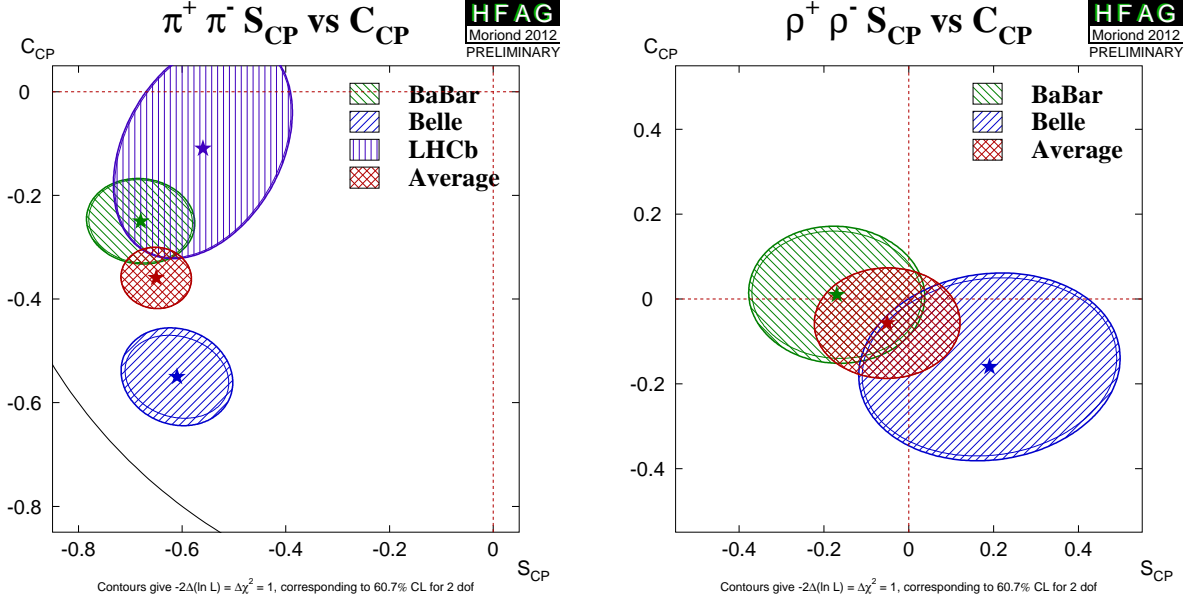 π+ π- S_CP vs C_CP
HFAG
Moriond 2012
PRELIMINARY
C_CP
0
-0.2
-0.4
-0.6
-0.8
BaBar
Belle
LHCb
Average
-0.8
-0.6
-0.4
-0.2
0
S_CP
Contours give -2Δ(ln L) = Δχ² = 1, corresponding to 60.7% CL for 2 dof
ρ+ ρ- S_CP vs C_CP
HFAG
Moriond 2012
PRELIMINARY
C_CP
0.4
0.2
0
-0.2
-0.4
BaBar
Belle
Average
-0.4
-0.2
0
0.2
0.4
S_CP
Contours give -2Δ(ln L) = Δχ² = 1, corresponding to 60.7% CL for 2 dof